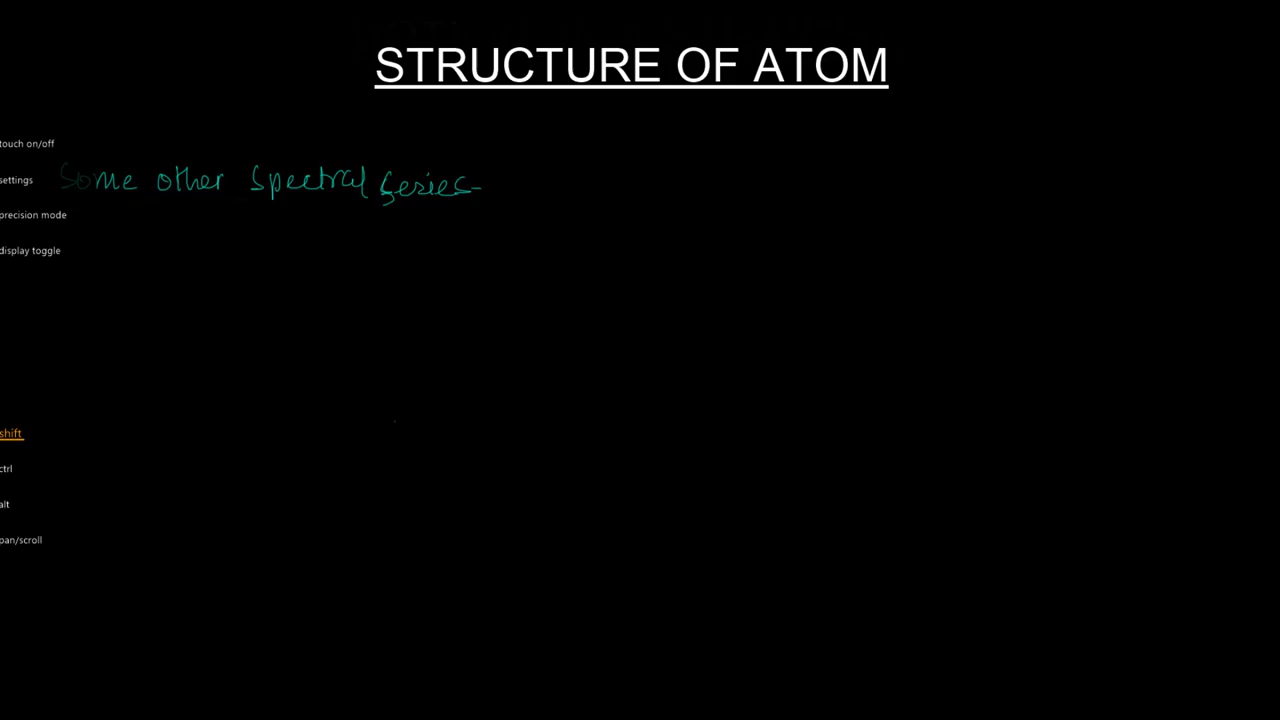 STRUCTURE OF ATOM
touch on/off
settings
Some other spectral series-
precision mode
display toggle
shift
ctrl
alt
pan/scroll